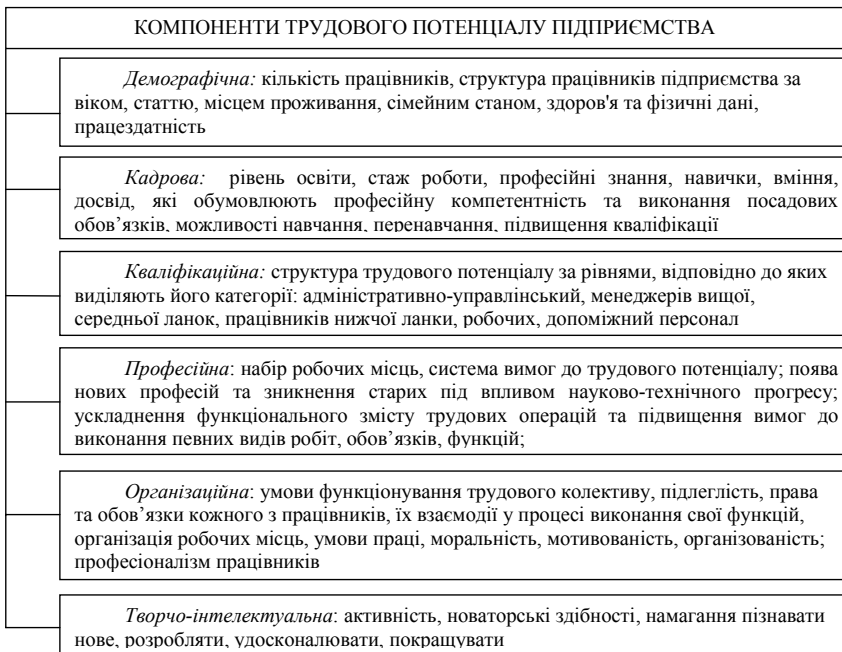 КОМПОНЕНТИ ТРУДОВОГО ПОТЕНЦІАЛУ ПІДПРИЄМСТВА
Демографічна: кількість працівників, структура працівників підприємства за
віком, статтю, місцем проживання, сімейним станом, здоров'я та фізичні дані,
працездатність
Кадрова: рівень освіти, стаж роботи, професійні знання, навички, вміння,
досвід, які обумовлюють професійну компетентність та виконання посадових
обов’язків, можливості навчання, перенавчання, підвищення кваліфікації
Кваліфікаційна: структура трудового потенціалу за рівнями, відповідно до яких
виділяють його категорії: адміністративно-управлінський, менеджерів вищої,
середньої ланок, працівників нижчої ланки, робочих, допоміжний персонал
Професійна: набір робочих місць, система вимог до трудового потенціалу; поява
нових професій та зникнення старих під впливом науково-технічного прогресу;
ускладнення функціонального змісту трудових операцій та підвищення вимог до
виконання певних видів робіт, обов’язків, функцій;
Організаційна: умови функціонування трудового колективу, підлеглість, права
та обов’язки кожного з працівників, їх взаємодії у процесі виконання свої функцій,
організація робочих місць, умови праці, моральність, мотивованість, організованість;
професіоналізм працівників
Творчо-інтелектуальна: активність, новаторські здібності, намагання пізнавати
нове, розробляти, удосконалювати, покращувати